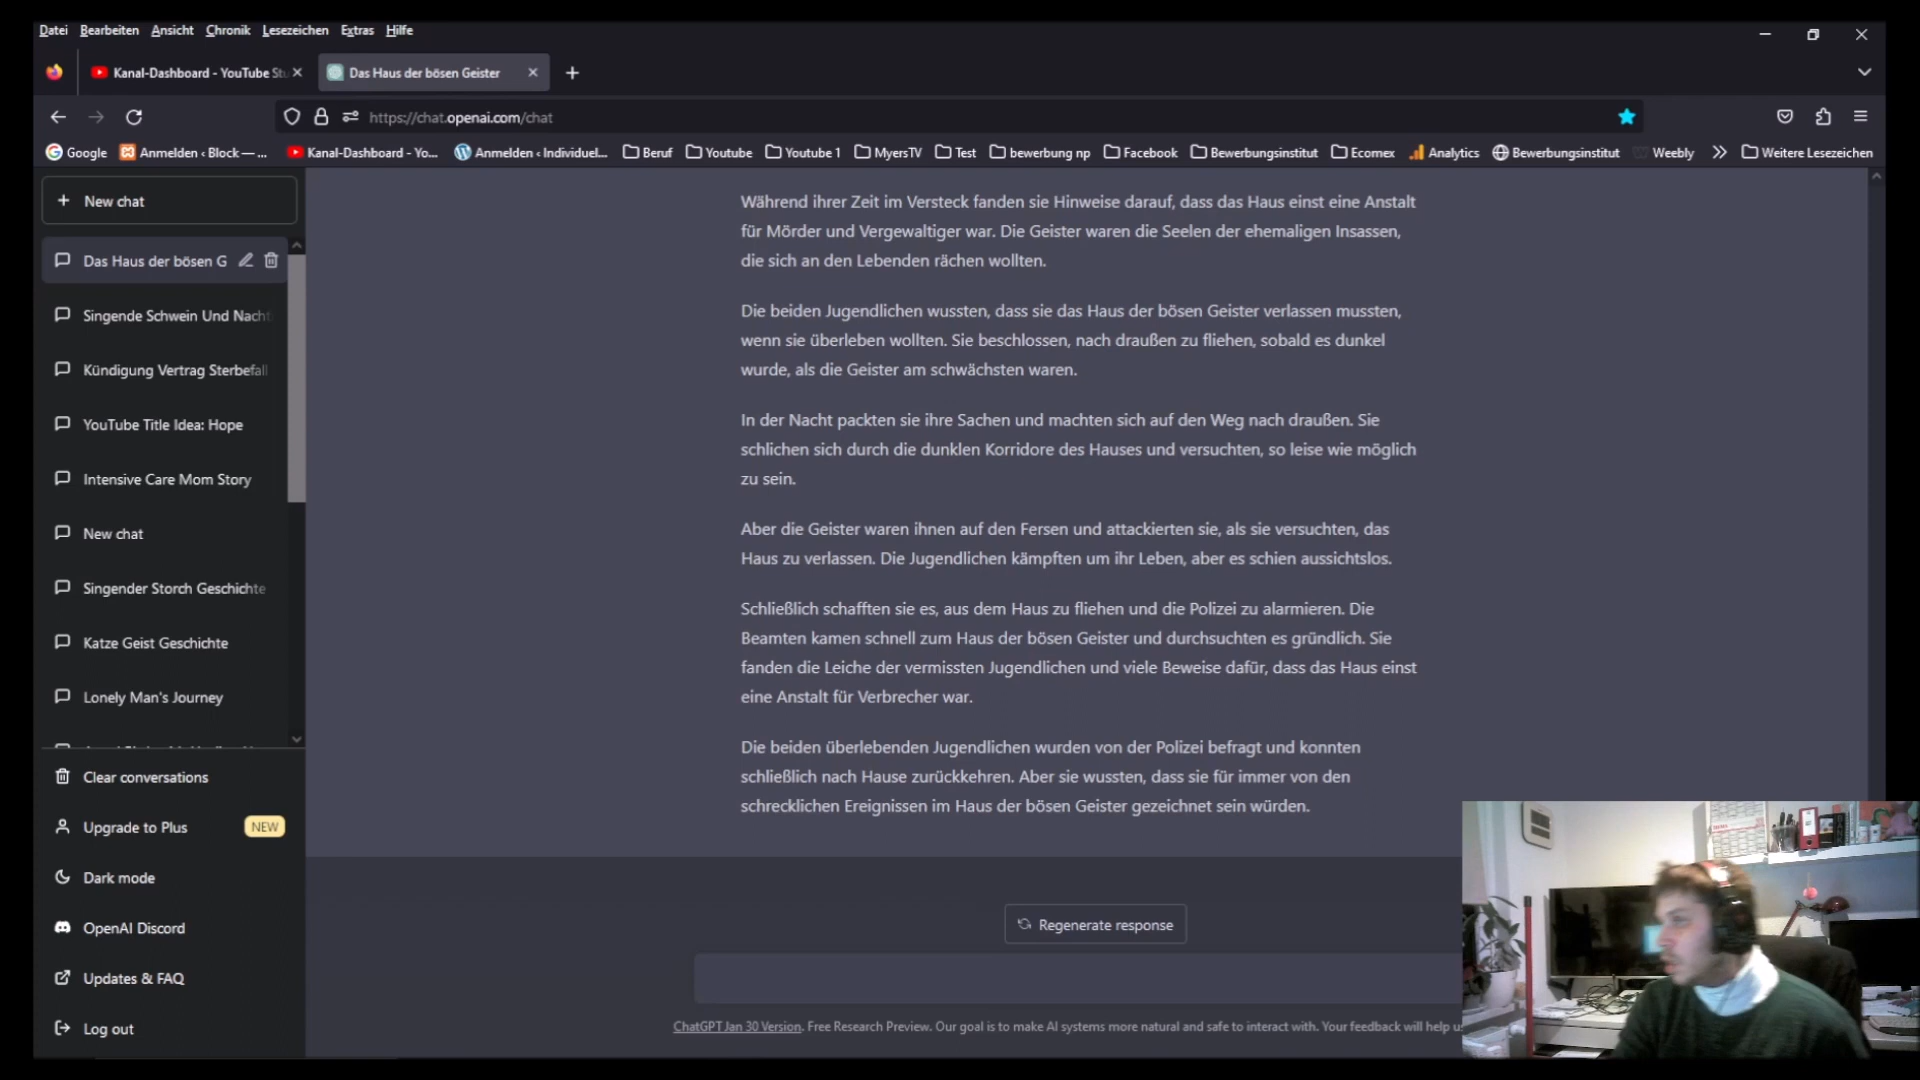 Datei Bearbeiten Ansicht Chronik Lesezeichen Extras Hilfe
Kanal-Dashboard - YouTube Stu
Das Haus der bösen Geister
https://chat.openai.com/chat
Google Anmelden ‹ Block — ... Kanal-Dashboard - Yo... Anmelden ‹ Individuel... Beruf Youtube Youtube 1 MyersTV Test bewerbung np Facebook Bewerbungsinstitut Ecomex Analytics Bewerbungsinstitut Weebly Weitere Lesezeichen
New chat
Das Haus der bösen G
Singende Schwein Und Nacht
Kündigung Vertrag Sterbefall
YouTube Title Idea: Hope
Intensive Care Mom Story
New chat
Singender Storch Geschichte
Katze Geist Geschichte
Lonely Man's Journey
Clear conversations
Upgrade to Plus NEW
Dark mode
OpenAI Discord
Updates & FAQ
Log out
Während ihrer Zeit im Versteck fanden sie Hinweise darauf, dass das Haus einst eine Anstalt
für Mörder und Vergewaltiger war. Die Geister waren die Seelen der ehemaligen Insassen,
die sich an den Lebenden rächen wollten.
Die beiden Jugendlichen wussten, dass sie das Haus der bösen Geister verlassen mussten,
wenn sie überleben wollten. Sie beschlossen, nach draußen zu fliehen, sobald es dunkel
wurde, als die Geister am schwächsten waren.
In der Nacht packten sie ihre Sachen und machten sich auf den Weg nach draußen. Sie
schlichen sich durch die dunklen Korridore des Hauses und versuchten, so leise wie möglich
zu sein.
Aber die Geister waren ihnen auf den Fersen und attackierten sie, als sie versuchten, das
Haus zu verlassen. Die Jugendlichen kämpften um ihr Leben, aber es schien aussichtslos.
Schließlich schafften sie es, aus dem Haus zu fliehen und die Polizei zu alarmieren. Die
Beamten kamen schnell zum Haus der bösen Geister und durchsuchten es gründlich. Sie
fanden die Leiche der vermissten Jugendlichen und viele Beweise dafür, dass das Haus einst
eine Anstalt für Verbrecher war.
Die beiden überlebenden Jugendlichen wurden von der Polizei befragt und konnten
schließlich nach Hause zurückkehren. Aber sie wussten, dass sie für immer von den
schrecklichen Ereignissen im Haus der bösen Geister gezeichnet sein würden.
Regenerate response
ChatGPT Jan 30 Version. Free Research Preview. Our goal is to make AI systems more natural and safe to interact with. Your feedback will help u